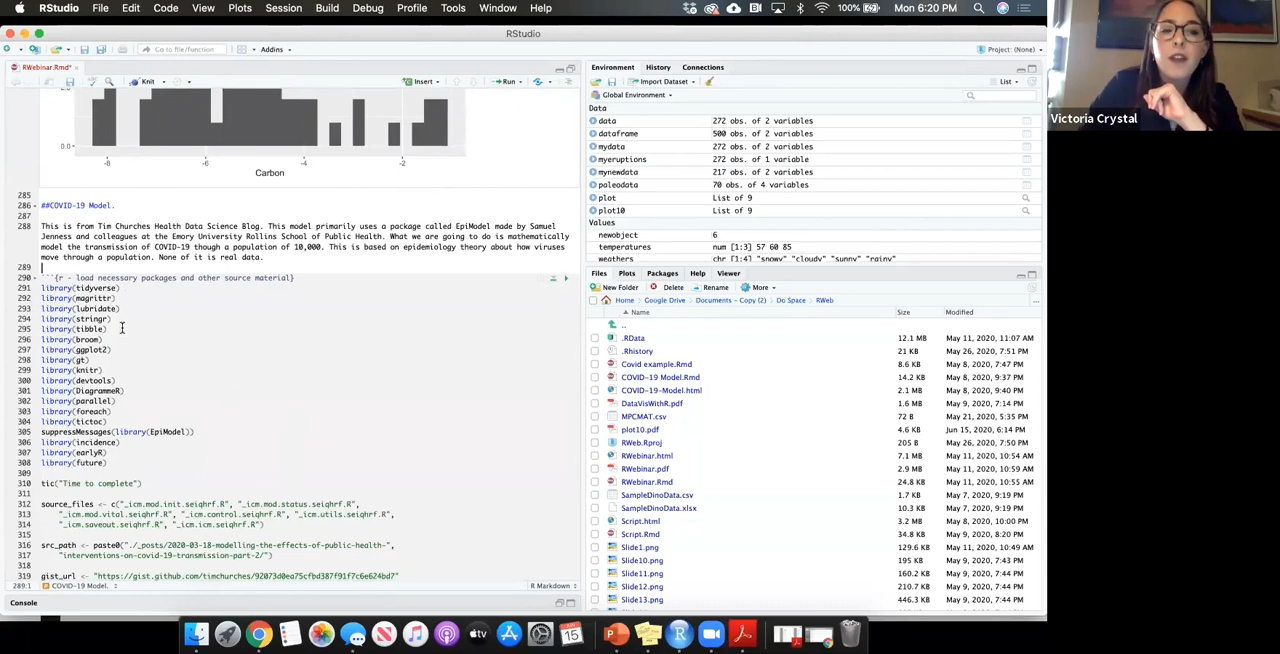 RStudio File Edit Code View Plots Session Build Debug Profile Tools Window Help 100% Mon 6:20 PM
RStudio
Go to file/function Addins Project: (None)
RWebinar.Rmd*
Knit Insert Run
2.0
0.0
-8 -6 -4 -2
Carbon
285
286 ##COVID-19 Model.
287
288 This is from Tim Churches Health Data Science Blog. This model primarily uses a package called EpiModel made by Samuel
Jenness and colleagues at the Emory University Rollins School of Public Health. What we are going to do is mathematically
model the transmission of COVID-19 though a population of 10,000. This is based on epidemiology theory about how viruses
move through a population. None of it is real data.
289
290 ```{r - load necessary packages and other source material}
291 library(tidyverse)
292 library(magrittr)
293 library(lubridate)
294 library(stringr)
295 library(tibble)
296 library(broom)
297 library(ggplot2)
298 library(gt)
299 library(knitr)
300 library(devtools)
301 library(DiagrammeR)
302 library(parallel)
303 library(foreach)
304 library(tictoc)
305 suppressMessages(library(EpiModel))
306 library(incidence)
307 library(earlyR)
308 library(future)
309
310 tic("Time to complete")
311
312 source_files <- c("_icm.mod.init.seiqhrf.R", "_icm.mod.status.seiqhrf.R",
313 "_icm.mod.vital.seiqhrf.R", "_icm.control.seiqhrf.R", "_icm.utils.seiqhrf.R",
314 "_icm.saveout.seiqhrf.R", "_icm.icm.seiqhrf.R")
315
316 src_path <- paste0("./_posts/2020-03-18-modelling-the-effects-of-public-health-",
317 "interventions-on-covid-19-transmission-part-2/")
318
319 gist_url <- "https://gist.github.com/timchurches/92073d0ea75cfbd387f91f7c6e624bd7"
289:1 COVID-19 Model. R Markdown
Console
Environment History Connections
Import Dataset List
Global Environment
Data
data 272 obs. of 2 variables
dataframe 500 obs. of 2 variables
mydata 272 obs. of 2 variables
myeruptions 272 obs. of 1 variable
mynewdata 217 obs. of 2 variables
paleodata 70 obs. of 4 variables
plot List of 9
plot10 List of 9
Values
newobject 6
temperatures num [1:3] 57 60 85
weathers chr [1:4] "snowy" "cloudy" "sunny" "rainy"
Files Plots Packages Help Viewer
New Folder Delete Rename More
Home Google Drive Documents - Copy (2) Do Space RWeb ...
Name Size Modified
..
.RData 12.1 MB May 11, 2020, 11:07 AM
.Rhistory 21 KB May 26, 2020, 7:51 PM
Covid example.Rmd 8.6 KB May 8, 2020, 7:47 PM
COVID-19 Model.Rmd 14.2 KB May 8, 2020, 9:37 PM
COVID-19-Model.html 2.1 MB May 8, 2020, 9:40 PM
DataVisWithR.pdf 1.6 MB May 9, 2020, 7:14 PM
MPCMAT.csv 72 B May 21, 2020, 5:35 PM
plot10.pdf 4.6 KB Jun 15, 2020, 6:14 PM
RWeb.Rproj 205 B May 26, 2020, 7:50 PM
RWebinar.html 7.1 MB May 11, 2020, 10:54 AM
RWebinar.pdf 2.9 MB May 11, 2020, 10:59 AM
RWebinar.Rmd 24.8 KB May 11, 2020, 10:55 AM
SampleDinoData.csv 1.7 KB May 7, 2020, 9:19 PM
SampleDinoData.xlsx 10.3 KB May 7, 2020, 9:19 PM
Script.html 3.2 MB May 8, 2020, 10:00 PM
Script.Rmd 34.8 KB May 9, 2020, 8:20 PM
Slide1.png 129.6 KB May 11, 2020, 10:49 AM
Slide10.png 195 KB May 9, 2020, 7:43 PM
Slide11.png 160.2 KB May 9, 2020, 7:44 PM
Slide12.png 210.7 KB May 9, 2020, 7:44 PM
Slide13.png 446.3 KB May 9, 2020, 7:44 PM
Victoria Crystal